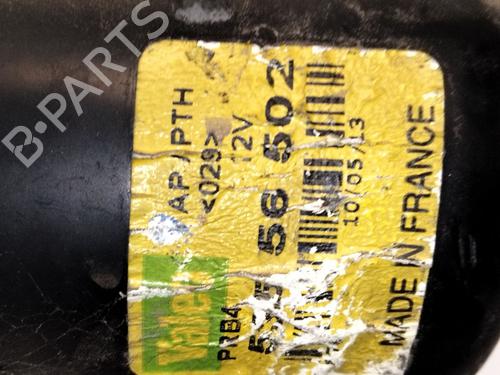 Valeo
AP / PTH
<029>
PRB4
12V
56 502
10/05/13
MADE IN FRANCE
B-PARTS